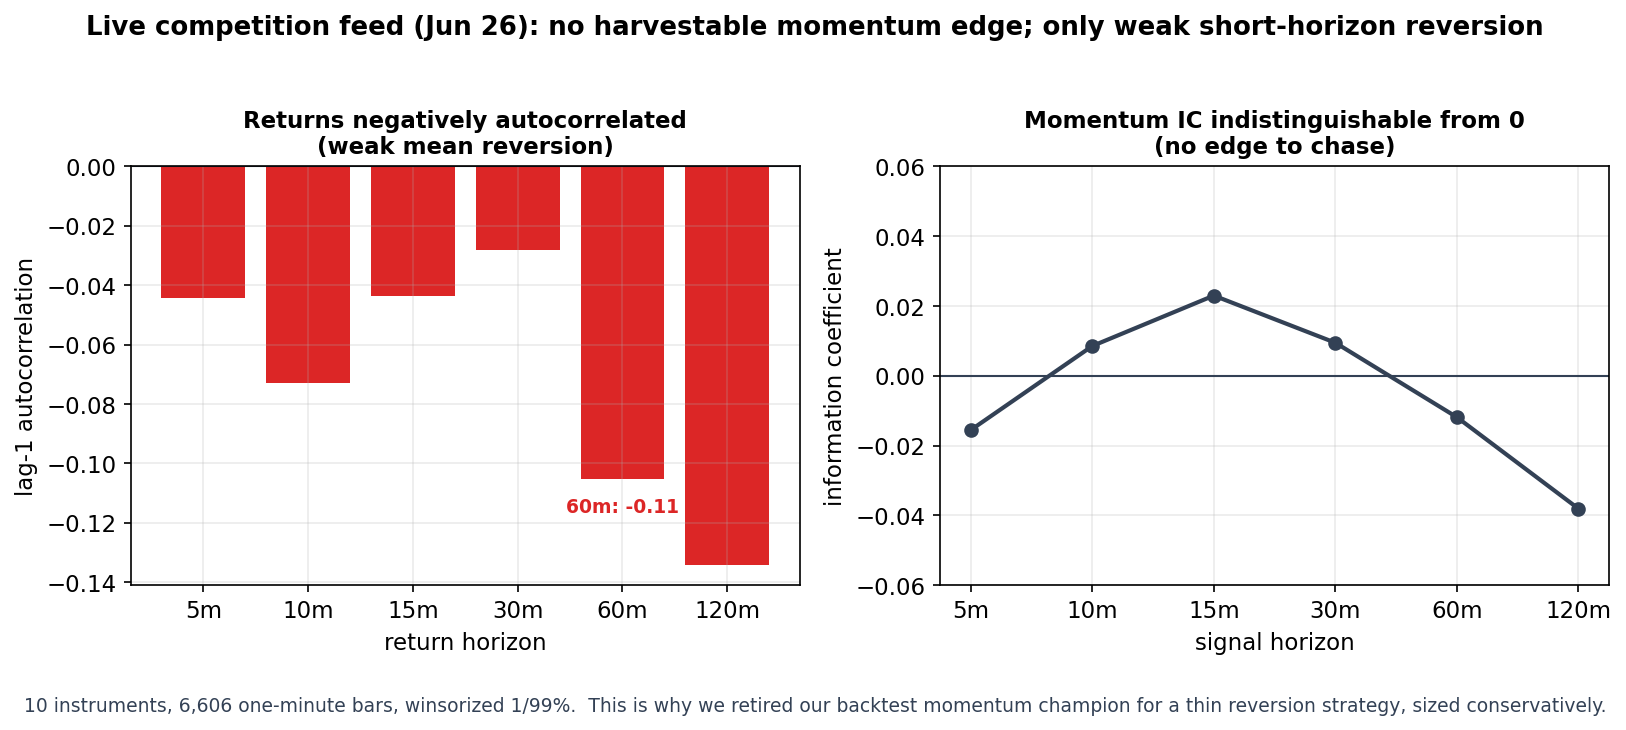 Live competition feed (Jun 26): no harvestable momentum edge; only weak short-horizon reversion
Returns negatively autocorrelated
(weak mean reversion)
0.00
−0.02
−0.04
−0.06
−0.08
−0.10
−0.12
−0.14
lag-1 autocorrelation
60m: -0.11
5m
10m
15m
30m
60m
120m
return horizon
Momentum IC indistinguishable from 0
(no edge to chase)
0.06
0.04
0.02
0.00
−0.02
−0.04
−0.06
information coefficient
5m
10m
15m
30m
60m
120m
signal horizon
10 instruments, 6,606 one-minute bars, winsorized 1/99%.  This is why we retired our backtest momentum champion for a thin reversion strategy, sized conservatively.